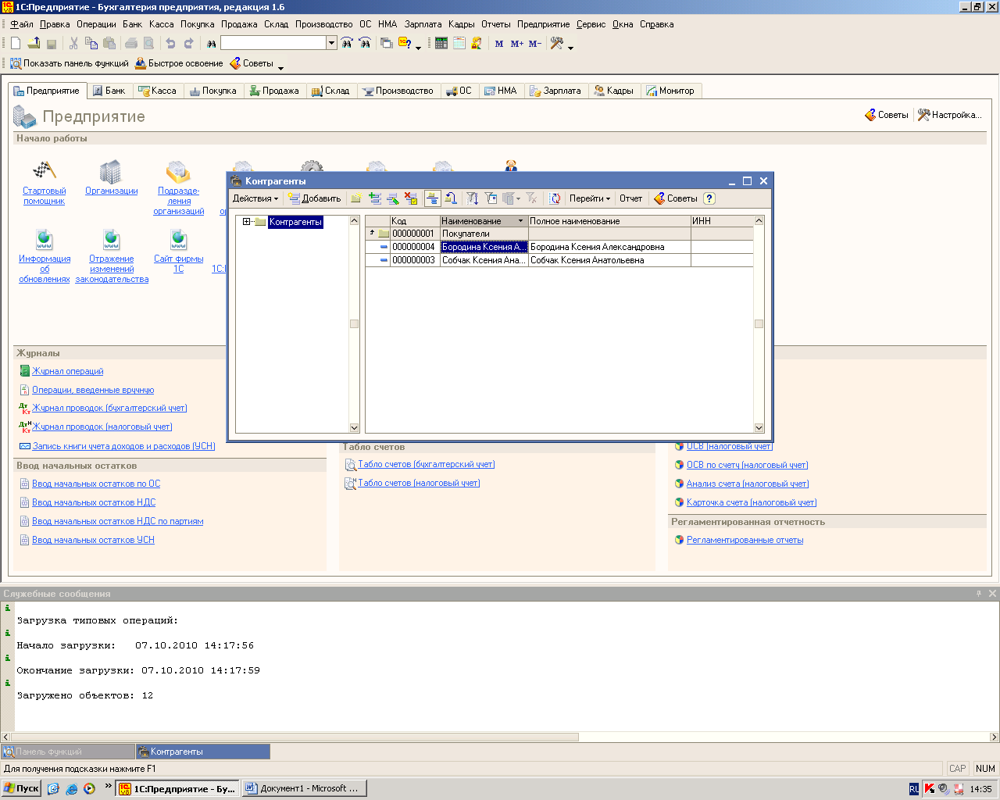 1С:Предприятие - Бухгалтерия предприятия, редакция 1.6
Файл Правка Операции Банк Касса Покупка Продажа Склад Производство ОС НМА Зарплата Кадры Отчеты Предприятие Сервис Окна Справка
M M+ M-
Показать панель функций Быстрое освоение Советы
Предприятие Банк Касса Покупка Продажа Склад Производство ОС НМА Зарплата Кадры Монитор
Предприятие
Советы Настройка...
Начало работы
Стартовый помощник
Организации
Подразде-
ления
организаций
Информация
об
обновлениях
Отражение
изменений
законодательства
Сайт фирмы
1С
Контрагенты
Действия Добавить Перейти Отчет Советы ?
Контрагенты
Код Наименование Полное наименование ИНН
000000001 Покупатели
000000004 Бородина Ксения А... Бородина Ксения Александровна
000000003 Собчак Ксения Ана... Собчак Ксения Анатольевна
Журналы
Журнал операций
Операции, введенные вручную
Журнал проводок (бухгалтерский учет)
Журнал проводок (налоговый учет)
Запись книги учета доходов и расходов (УСН)
Ввод начальных остатков
Ввод начальных остатков по ОС
Ввод начальных остатков НДС
Ввод начальных остатков НДС по партиям
Ввод начальных остатков УСН
Табло счетов
Табло счетов (бухгалтерский учет)
Табло счетов (налоговый учет)
ОСВ (налоговый учет)
ОСВ по счету (налоговый учет)
Анализ счета (налоговый учет)
Карточка счета (налоговый учет)
Регламентированная отчетность
Регламентированные отчеты
Служебные сообщения
Загрузка типовых операций:
Начало загрузки: 07.10.2010 14:17:56
Окончание загрузки: 07.10.2010 14:17:59
Загружено объектов: 12
Панель функций Контрагенты
Для получения подсказки нажмите F1 CAP NUM
Пуск » 1С:Предприятие - Бу... Документ1 - Microsoft ... RU 14:35